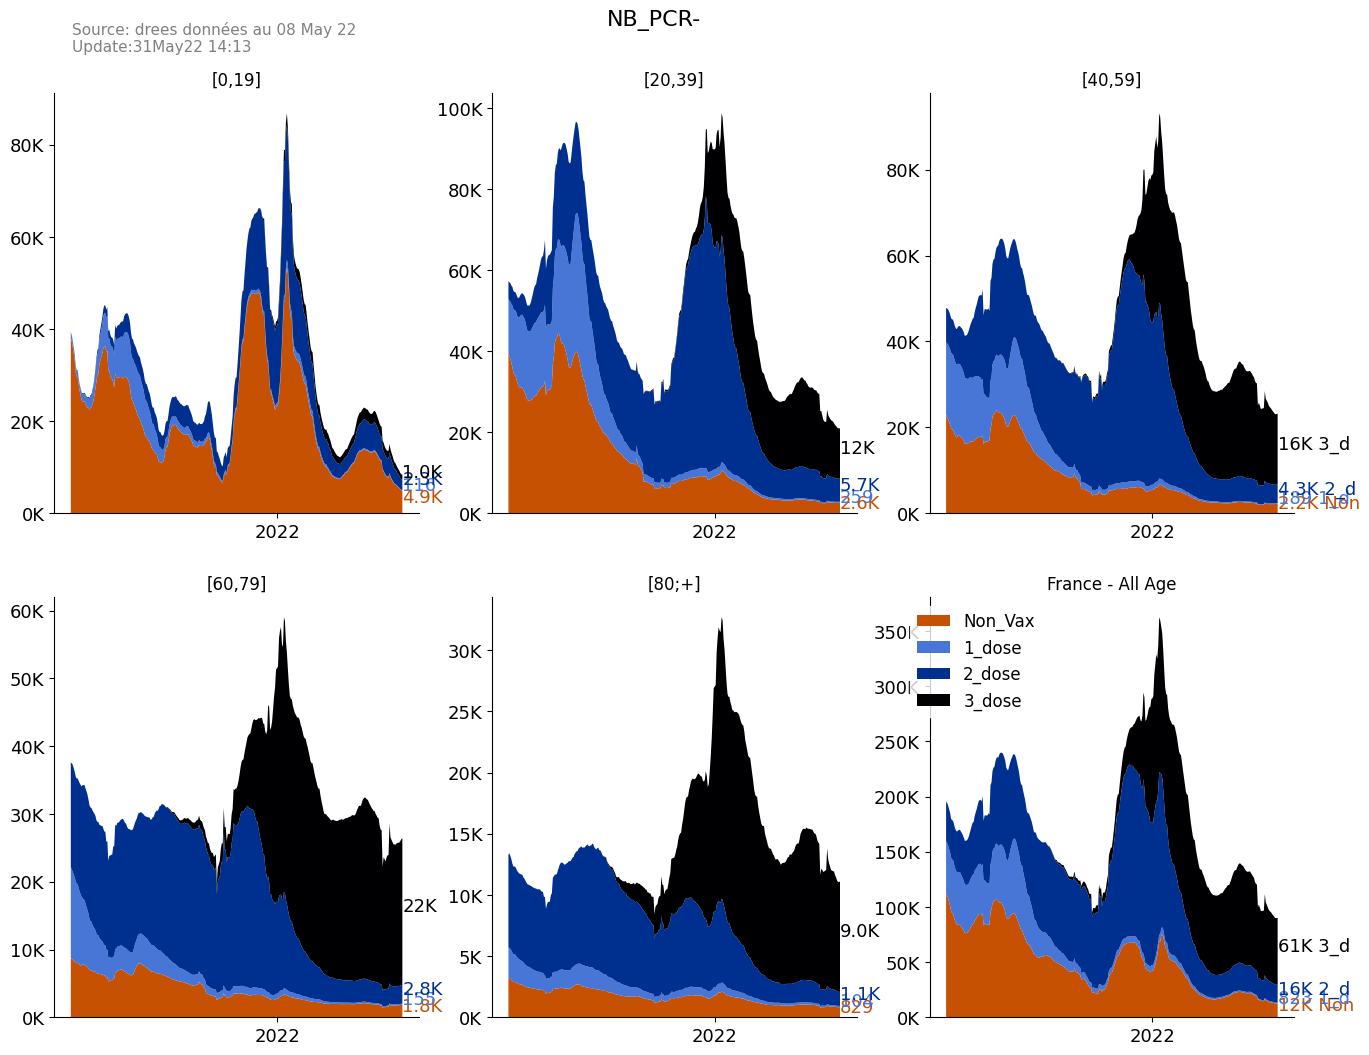 NB_PCR-
Source: drees données au 08 May 22
Update:31May22 14:13
[0,19]
80K
60K
40K
20K
0K
1.0K
4.9K
2022
[20,39]
100K
80K
60K
40K
20K
0K
12K
5.7K
259
2.6K
2022
[40,59]
80K
60K
40K
20K
0K
16K 3_d
4.3K 2_d
189 1_d
2.2K Non
2022
[60,79]
60K
50K
40K
30K
20K
10K
0K
22K
2.8K
155
1.8K
2022
[80;+]
30K
25K
20K
15K
10K
5K
0K
9.0K
1.1K
829
2022
France - All Age
Non_Vax
1_dose
2_dose
3_dose
350K
300K
250K
200K
150K
100K
50K
0K
61K 3_d
16K 2_d
1_d
12K Non
2022